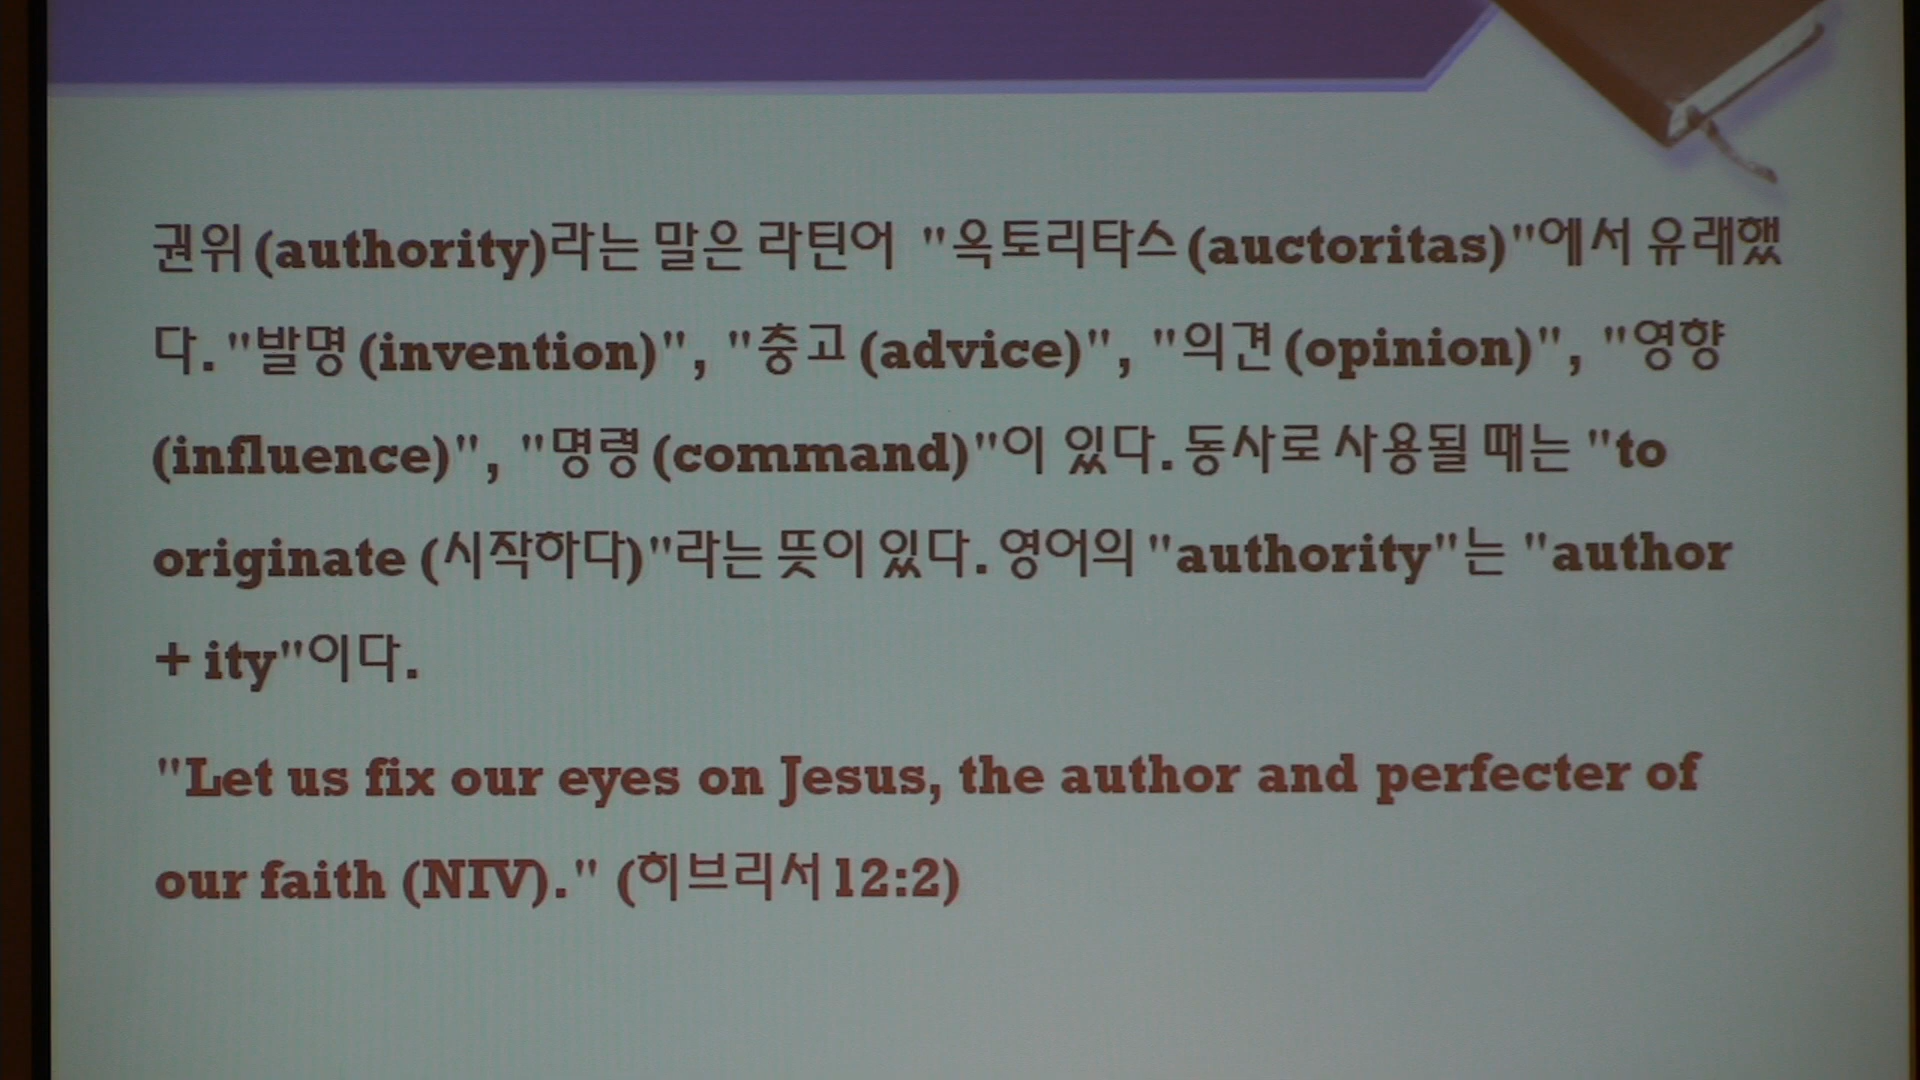 권위(authority)라는 말은 라틴어 "옥토리타스(auctoritas)"에서 유래했
다. "발명(invention)", "충고(advice)", "의견(opinion)", "영향
(influence)", "명령(command)"이 있다. 동사로 사용될 때는 "to
originate (시작하다)"라는 뜻이 있다. 영어의 "authority"는 "author
+ ity"이다.
"Let us fix our eyes on Jesus, the author and perfecter of
our faith (NIV)." (히브리서 12:2)